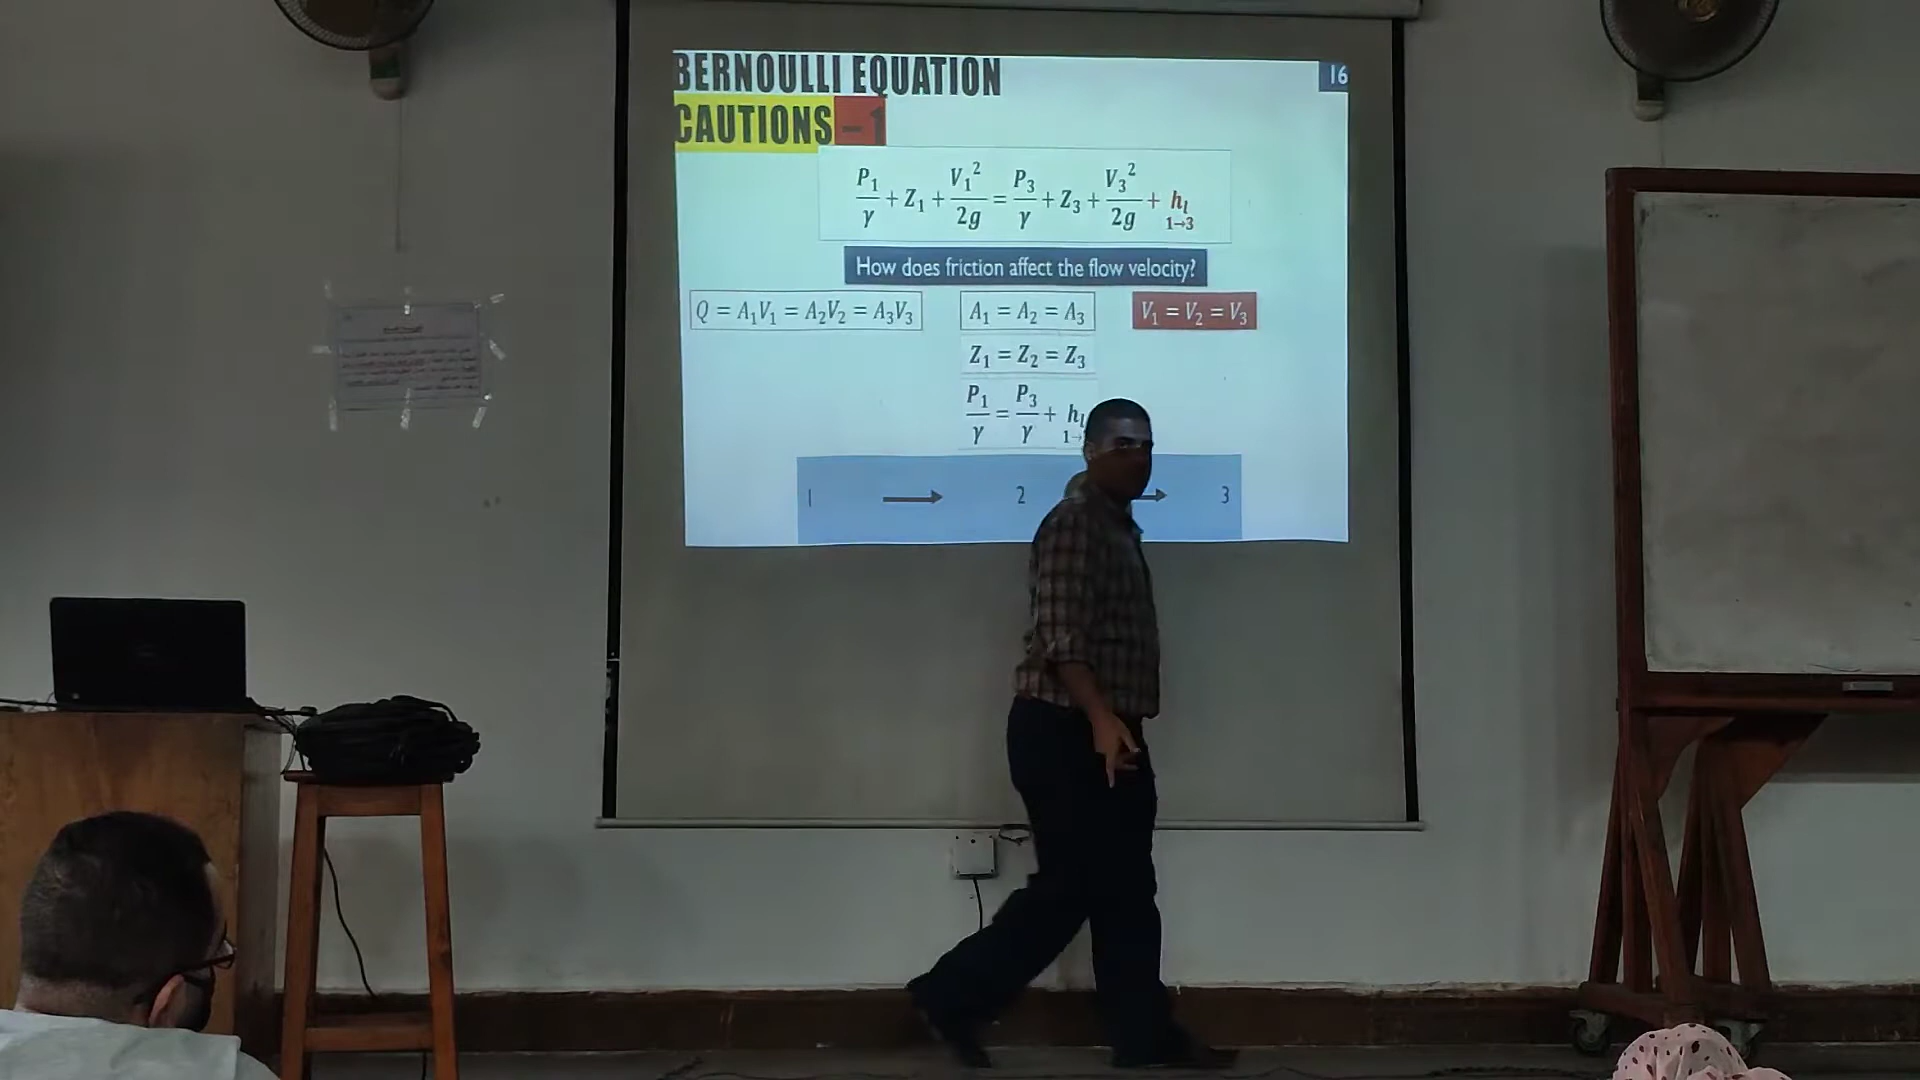 BERNOULLI EQUATION
16
CAUTIONS – 1
P₁/γ + Z₁ + V₁²/2g = P₃/γ + Z₃ + V₃²/2g + hₗ 1→3
How does friction affect the flow velocity?
Q = A₁V₁ = A₂V₂ = A₃V₃
A₁ = A₂ = A₃
V₁ = V₂ = V₃
Z₁ = Z₂ = Z₃
P₁/γ = P₃/γ + hₗ 1→
1 → 2 → 3